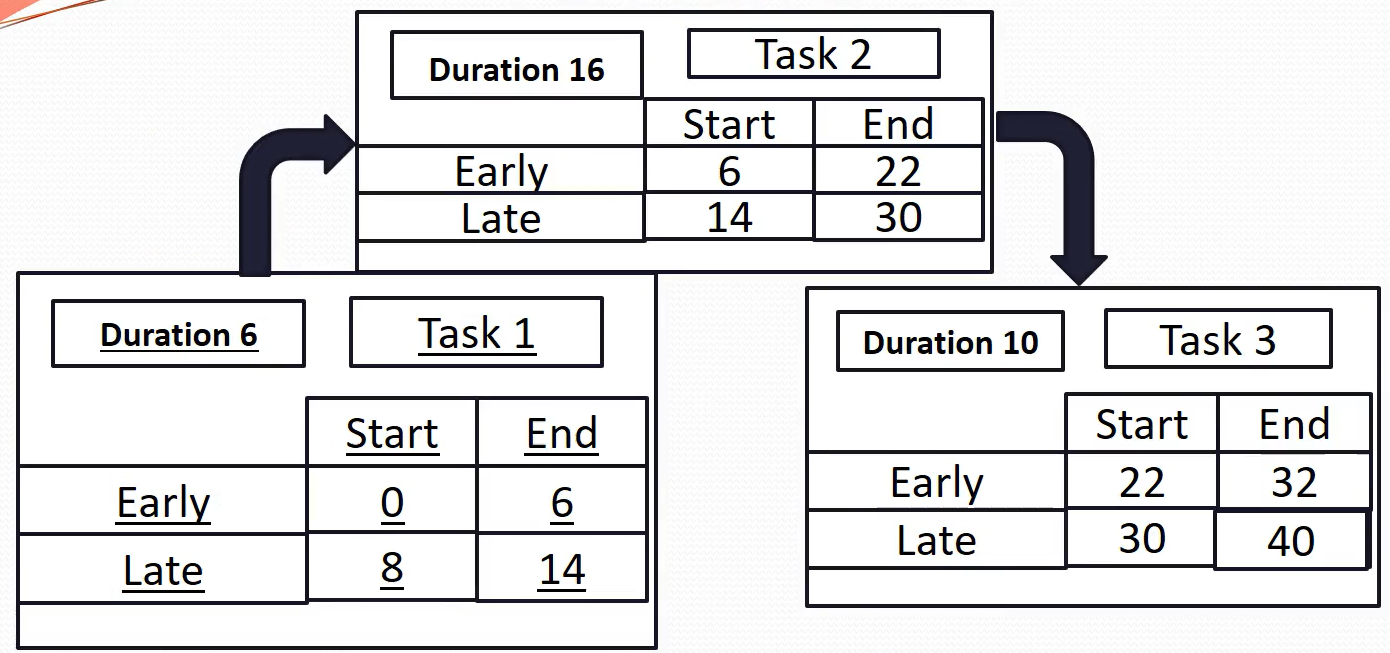 Duration 16
Task 2
Start End
Early 6 22
Late 14 30
Duration 6
Task 1
Start End
Early 0 6
Late 8 14
Duration 10
Task 3
Start End
Early 22 32
Late 30 40